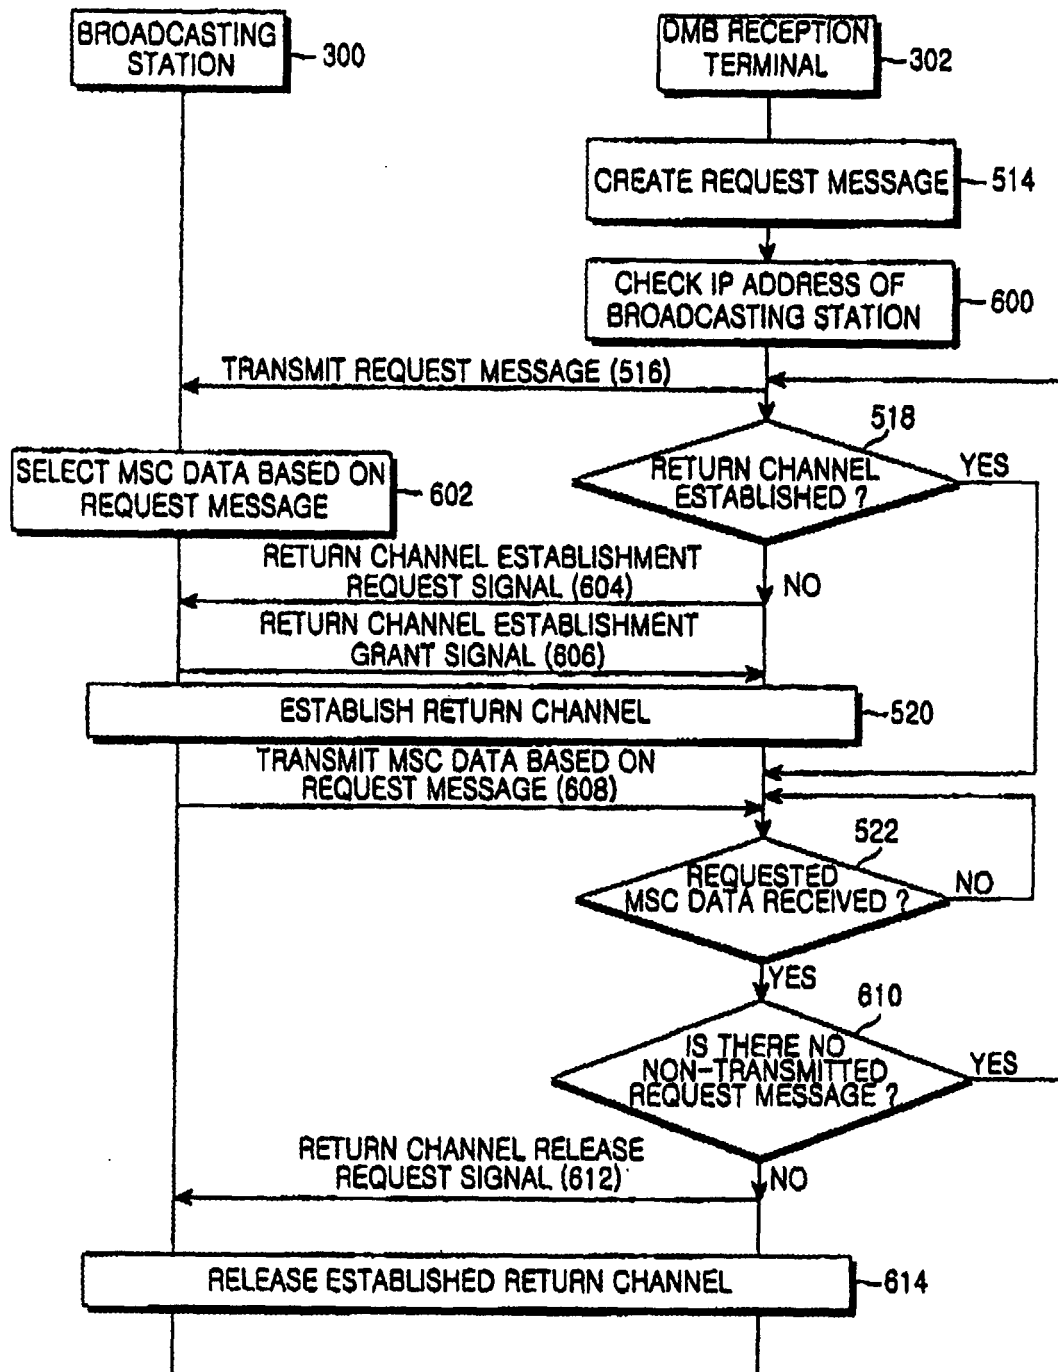 BROADCASTING
STATION
300
DMB RECEPTION
TERMINAL
302
CREATE REQUEST MESSAGE
514
CHECK IP ADDRESS OF
BROADCASTING STATION
600
TRANSMIT REQUEST MESSAGE (516)
518
RETURN CHANNEL
ESTABLISHED ?
YES
SELECT MSC DATA BASED ON
REQUEST MESSAGE
602
NO
RETURN CHANNEL ESTABLISHMENT
REQUEST SIGNAL (604)
RETURN CHANNEL ESTABLISHMENT
GRANT SIGNAL (606)
ESTABLISH RETURN CHANNEL
520
TRANSMIT MSC DATA BASED ON
REQUEST MESSAGE (608)
522
REQUESTED
MSC DATA RECEIVED ?
NO
YES
610
IS THERE NO
NON-TRANSMITTED
REQUEST MESSAGE ?
YES
RETURN CHANNEL RELEASE
REQUEST SIGNAL (612)
NO
RELEASE ESTABLISHED RETURN CHANNEL
614